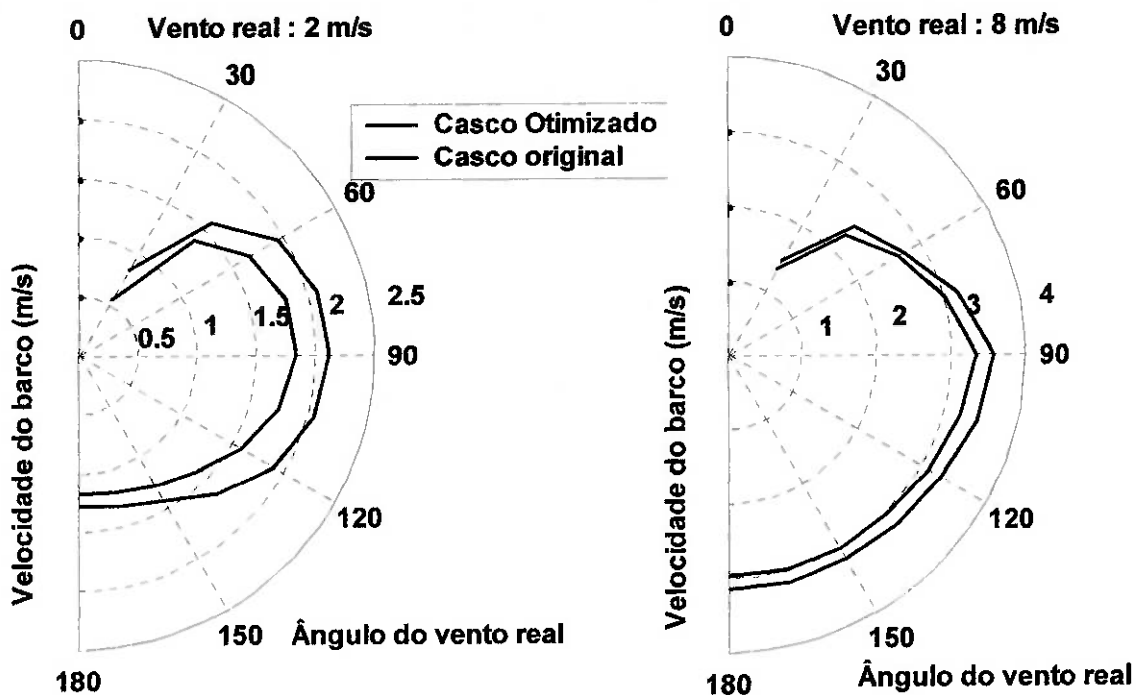 0
Vento real : 2 m/s
30
Casco Otimizado
Casco original
60
0.5
1
1.5
2
2.5
90
120
150
180
Velocidade do barco (m/s)
Ângulo do vento real
0
Vento real : 8 m/s
30
60
1
2
3
4
90
120
150
180
Velocidade do barco (m/s)
Ângulo do vento real